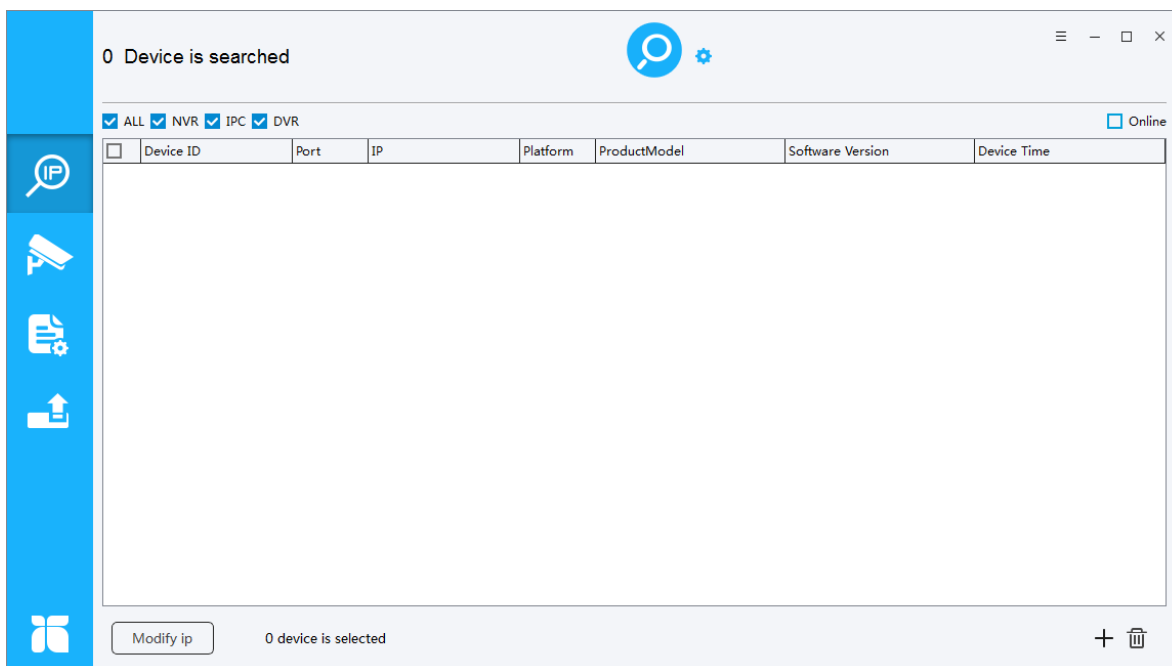 0 Device is searched
ALL NVR IPC DVR Online
Device ID Port IP Platform ProductModel Software Version Device Time
IP
Modify ip 0 device is selected